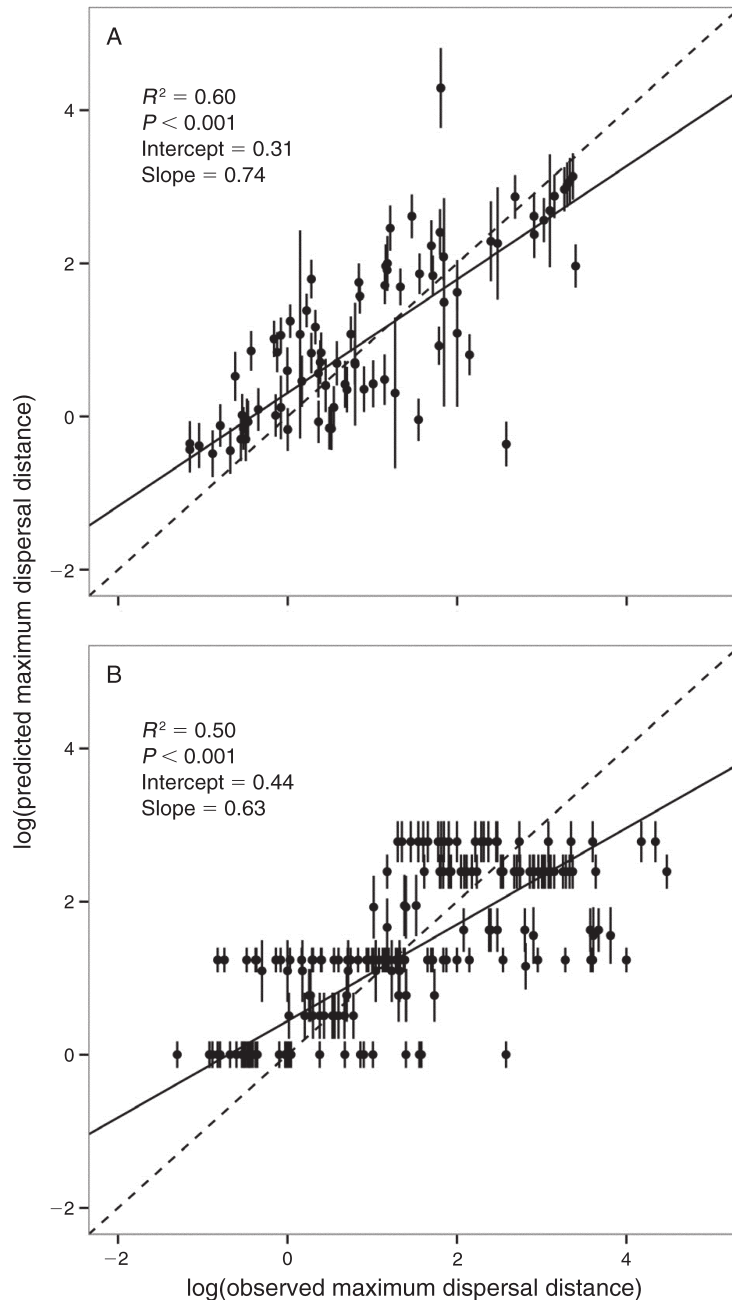 A
R² = 0.60
P < 0.001
Intercept = 0.31
Slope = 0.74
4
2
0
−2
log(predicted maximum dispersal distance)
B
R² = 0.50
P < 0.001
Intercept = 0.44
Slope = 0.63
4
2
0
−2
−2 0 2 4
log(observed maximum dispersal distance)